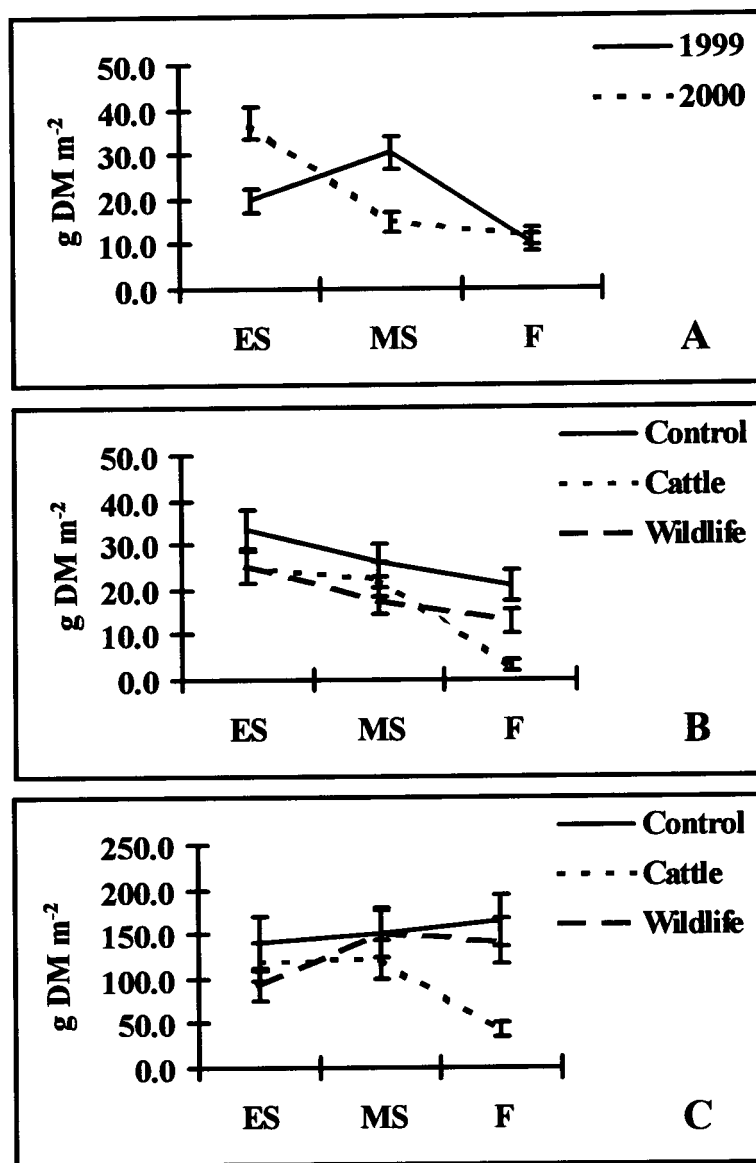 1999
2000
50.0
40.0
30.0
20.0
10.0
0.0
g DM m-2
ES MS F
A
Control
Cattle
Wildlife
50.0
40.0
30.0
20.0
10.0
0.0
g DM m-2
ES MS F
B
Control
Cattle
Wildlife
250.0
200.0
150.0
100.0
50.0
0.0
g DM m-2
ES MS F
C